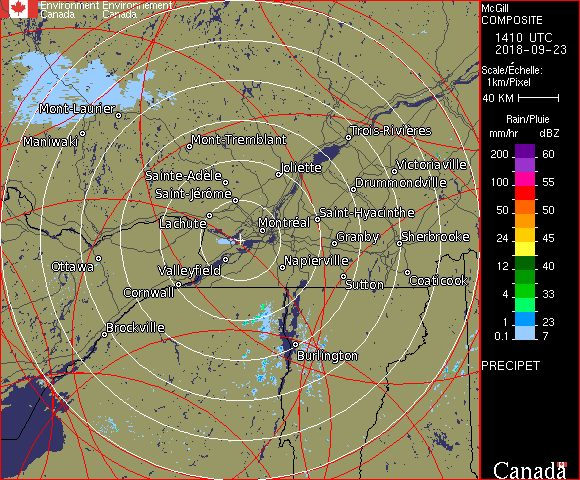 Environment Environnement
Canada Canada
Mont-Laurier
Maniwaki
Mont-Tremblant
Trois-Rivières
Sainte-Adèle
Joliette
Victoriaville
Saint-Jérôme
Drummondville
Lachute
Montréal
Saint-Hyacinthe
Granby
Sherbrooke
Ottawa
Valleyfield
Napierville
Cornwall
Sutton
Coaticook
Brockville
Burlington
McGill
COMPOSITE
1410 UTC
2018-09-23
Scale/Échelle:
1km/Pixel
40 KM
Rain/Pluie
mm/hr dBZ
200 60
150 55
100 55
50 50
24 45
12 40
4 33
1 23
0.1 7
PRECIPET
Canada